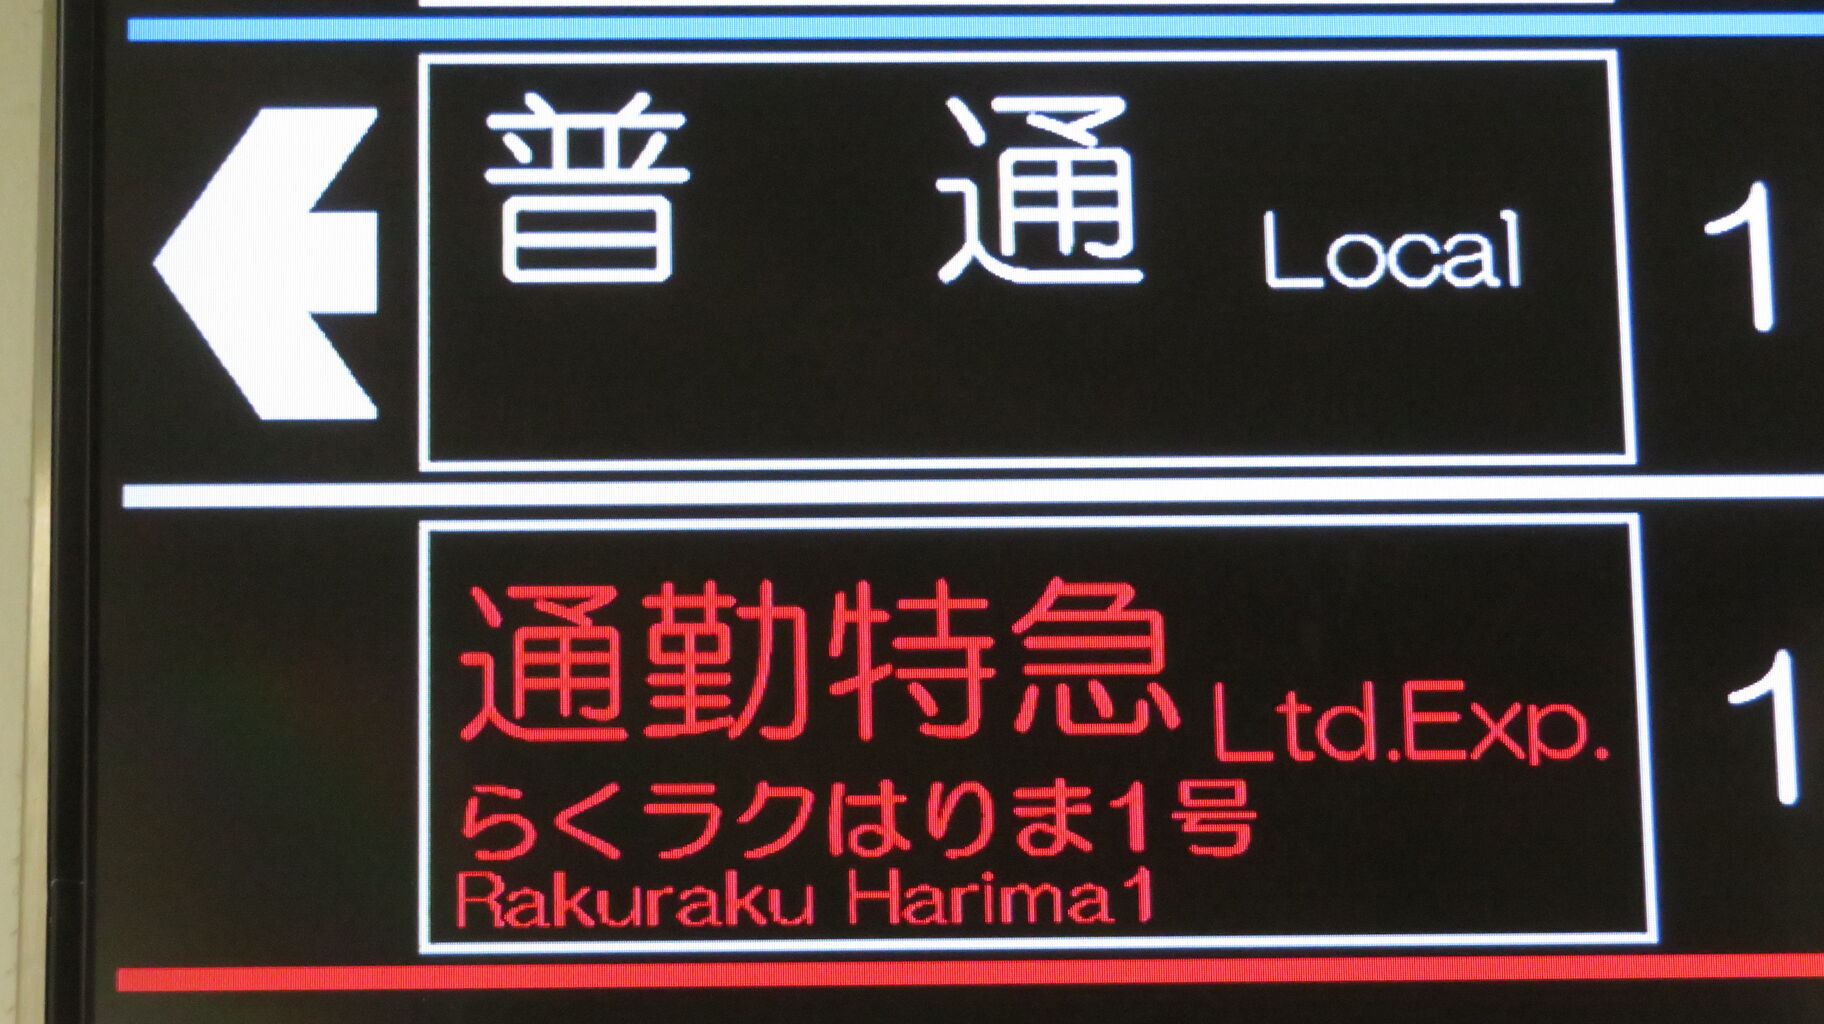 普通 Local 1
通勤特急 Ltd.Exp. 1
らくラクはりま1号
Rakuraku Harima1